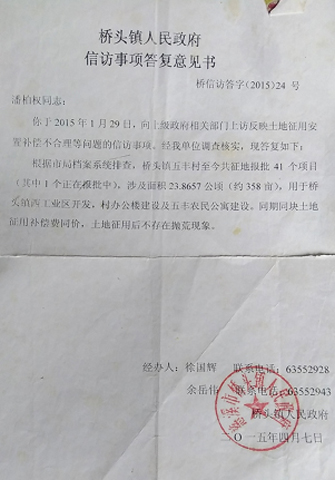 桥头镇人民政府
信访事项答复意见书
桥信访答字（2015）24 号
潘柏权同志：
你于 2015 年 1 月 29 日，向上级政府相关部门上访反映土地征用安
置补偿不合理等问题的信访事项。经我单位调查核实，现答复如下：
根据市局档案系统排查，桥头镇五丰村至今共征地报批 41 个项目
（其中 1 个正在报批中），涉及面积 23.8657 公顷（约 358 亩），用于桥
头镇西工业区开发，村办公楼建设及五丰农民公寓建设。同期同块土地
征用补偿费同价，土地征用后不存在抛荒现象。
经办人：徐国辉 联系电话：63552928
余岳伟 联系电话：63552943
桥头镇人民政府
二〇一五年四月七日